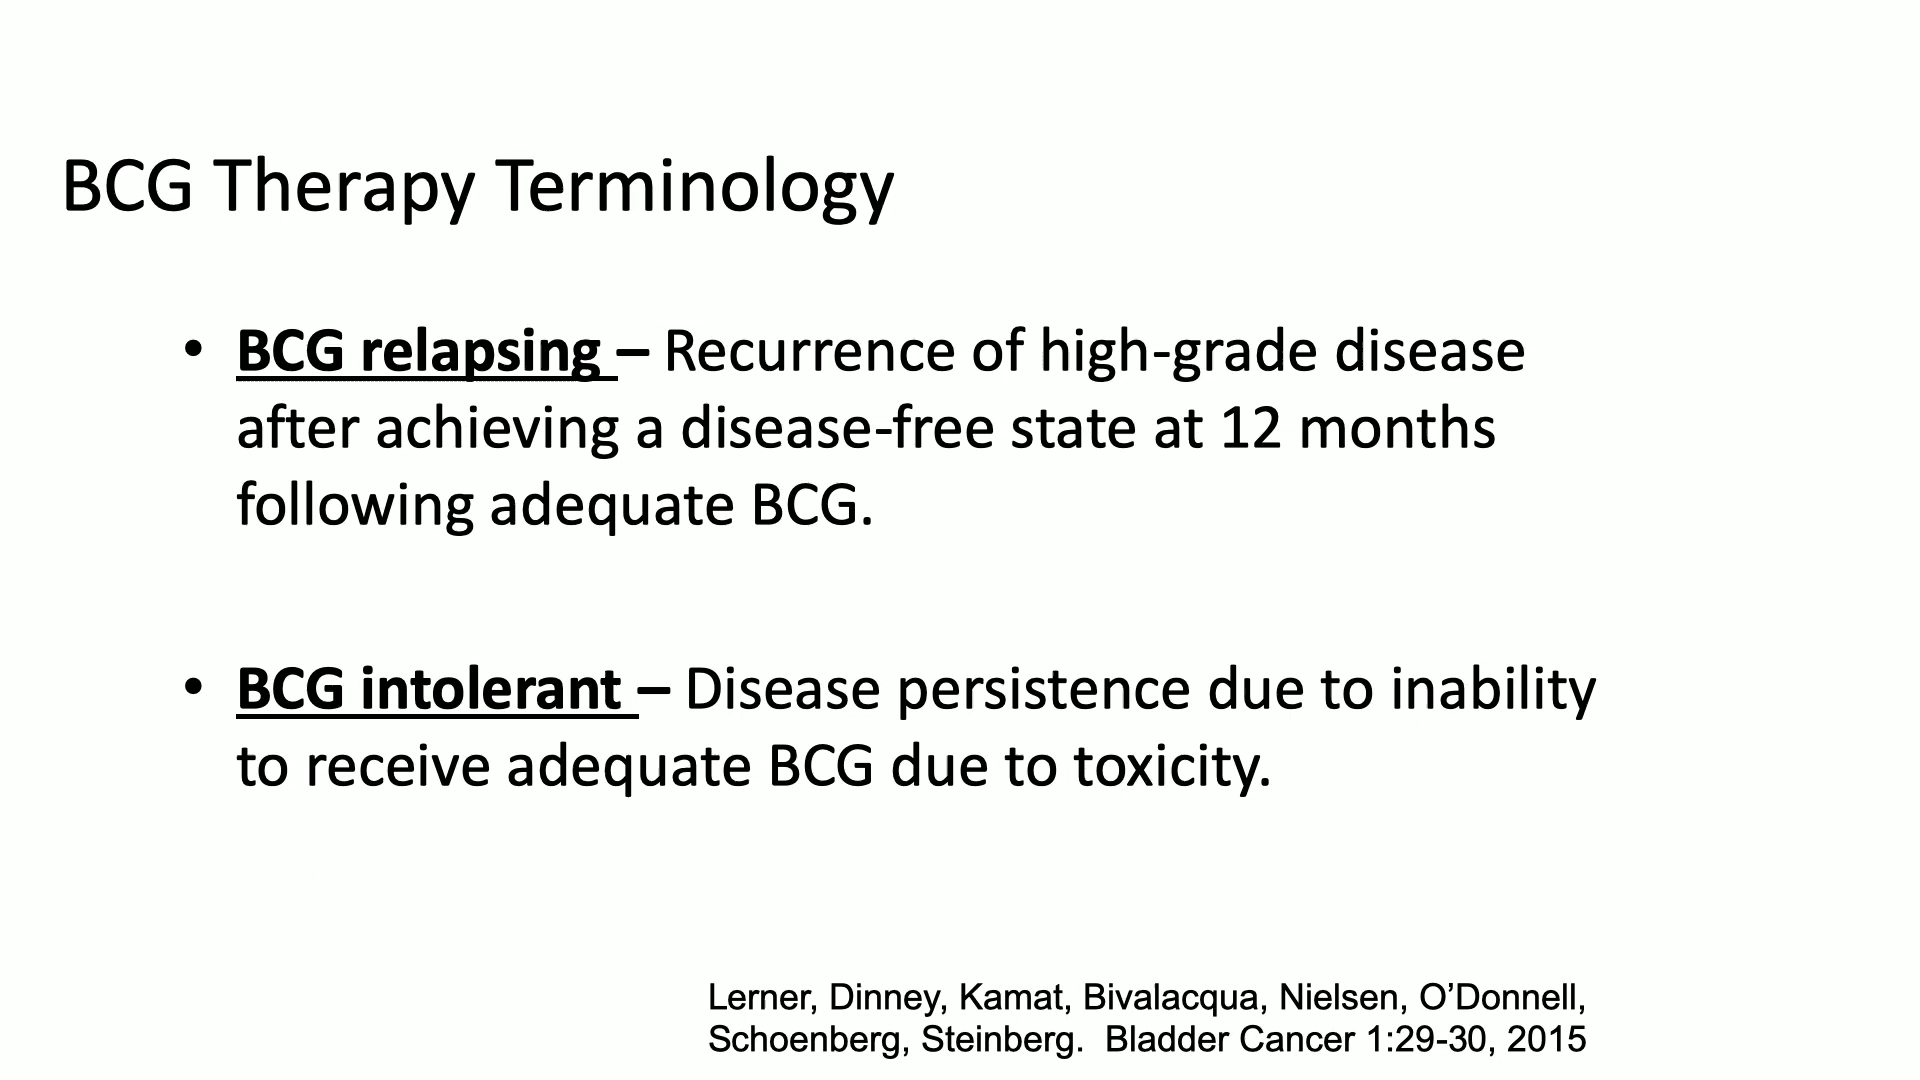 BCG Therapy Terminology
• BCG relapsing – Recurrence of high-grade disease
after achieving a disease-free state at 12 months
following adequate BCG.
• BCG intolerant – Disease persistence due to inability
to receive adequate BCG due to toxicity.
Lerner, Dinney, Kamat, Bivalacqua, Nielsen, O’Donnell,
Schoenberg, Steinberg.  Bladder Cancer 1:29-30, 2015